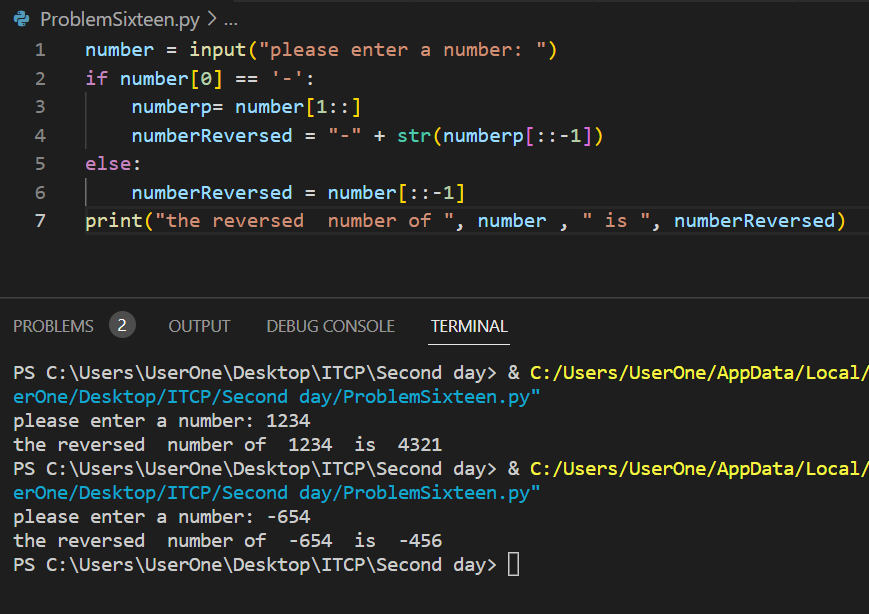 ProblemSixteen.py > ...
1 number = input("please enter a number: ")
2 if number[0] == '-':
3     numberp= number[1::]
4     numberReversed = "-" + str(numberp[::-1])
5 else:
6     numberReversed = number[::-1]
7 print("the reversed  number of ", number , " is ", numberReversed)
PROBLEMS 2 OUTPUT DEBUG CONSOLE TERMINAL
PS C:\Users\UserOne\Desktop\ITCP\Second day> & C:/Users/UserOne/AppData/Local/
erOne/Desktop/ITCP/Second day/ProblemSixteen.py"
please enter a number: 1234
the reversed  number of  1234  is  4321
PS C:\Users\UserOne\Desktop\ITCP\Second day> & C:/Users/UserOne/AppData/Local/
erOne/Desktop/ITCP/Second day/ProblemSixteen.py"
please enter a number: -654
the reversed  number of  -654  is  -456
PS C:\Users\UserOne\Desktop\ITCP\Second day>